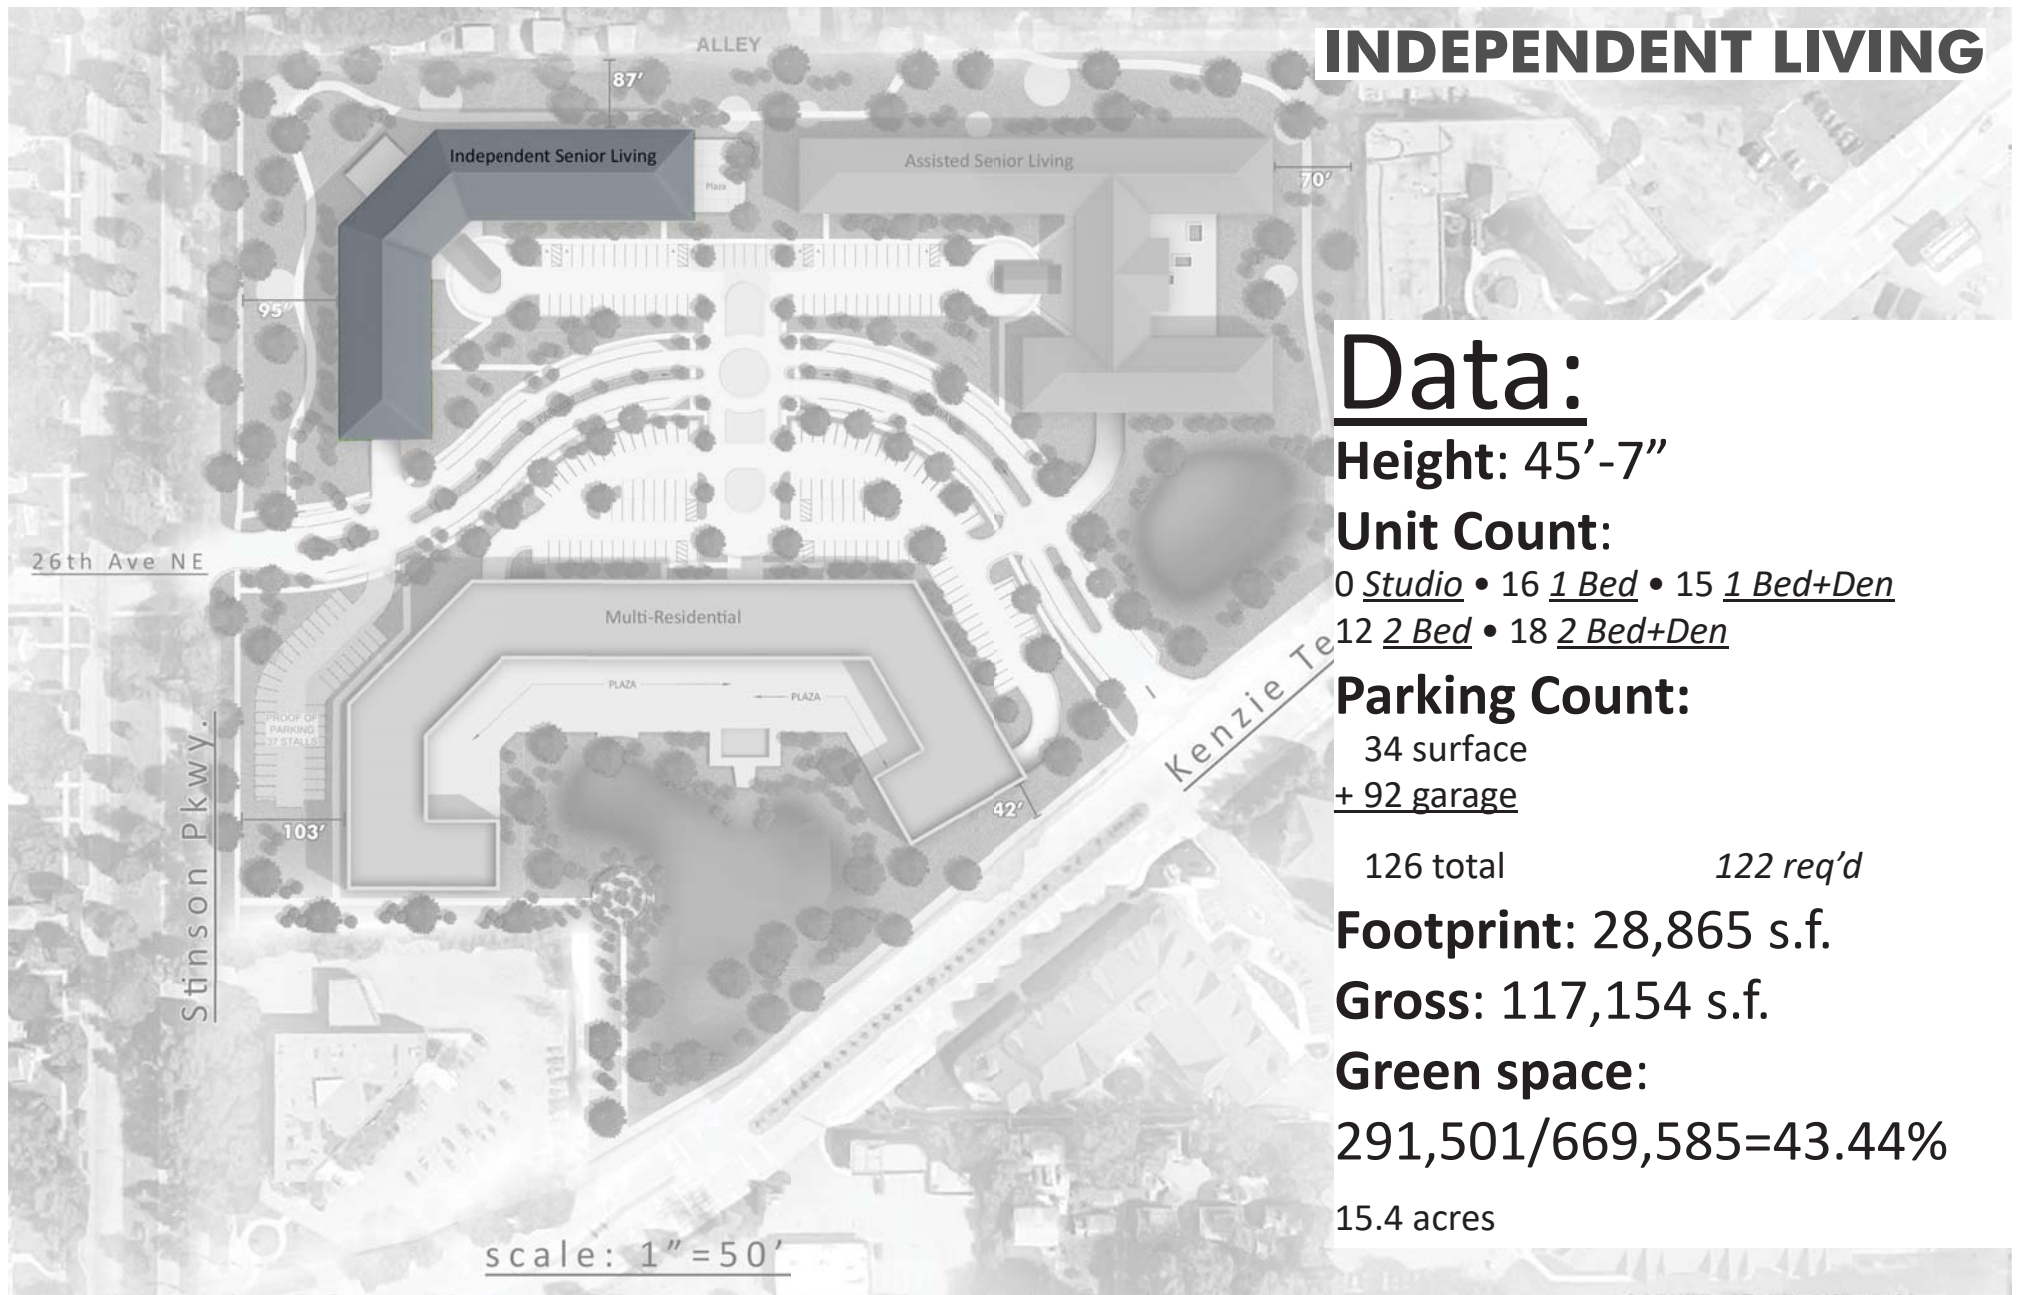 INDEPENDENT LIVING
ALLEY
87’
Independent Senior Living
Assisted Senior Living
Plaza
70’
95’
26th Ave NE
Multi-Residential
PLAZA
PLAZA
PROOF OF
PARKING
37 STALLS
Stinson Pkwy.
103’
42’
Kenzie Te
scale: 1”=50’
Data:
Height: 45’-7”
Unit Count:
0 Studio • 16 1 Bed • 15 1 Bed+Den
12 2 Bed • 18 2 Bed+Den
Parking Count:
34 surface
+ 92 garage
126 total 122 req’d
Footprint: 28,865 s.f.
Gross: 117,154 s.f.
Green space:
291,501/669,585=43.44%
15.4 acres